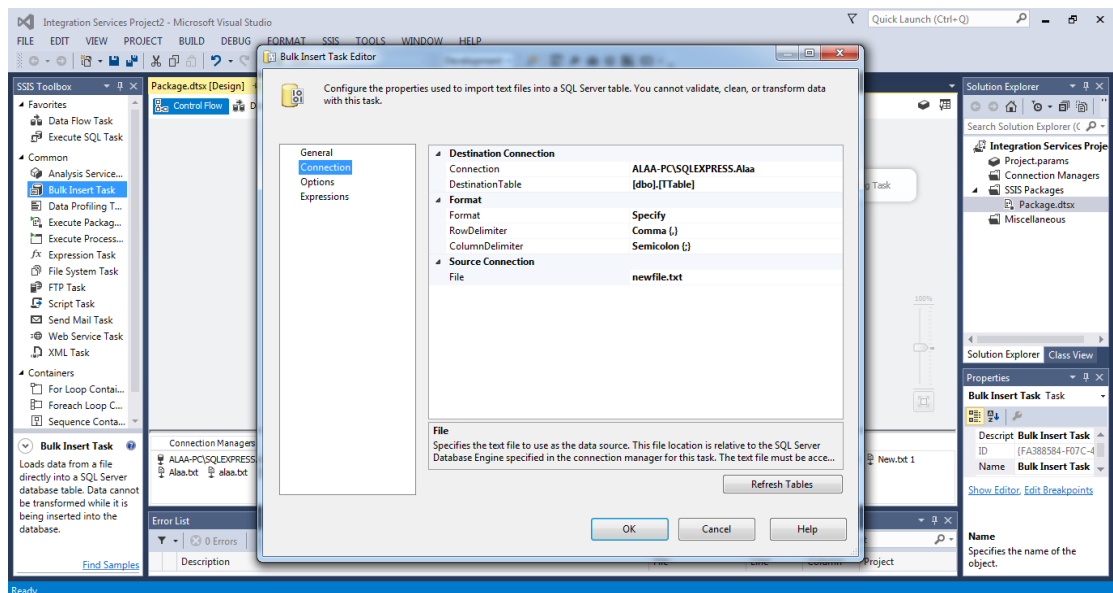 Integration Services Project2 - Microsoft Visual Studio
Quick Launch (Ctrl+Q)
FILE EDIT VIEW PROJECT BUILD DEBUG FORMAT SSIS TOOLS WINDOW HELP
SSIS Toolbox
Favorites
Data Flow Task
Execute SQL Task
Common
Analysis Service...
Bulk Insert Task
Data Profiling T...
Execute Packag...
Execute Process...
Expression Task
File System Task
FTP Task
Script Task
Send Mail Task
Web Service Task
XML Task
Containers
For Loop Contai...
Foreach Loop C...
Sequence Conta...
Bulk Insert Task
Loads data from a file
directly into a SQL Server
database table. Data cannot
be transformed while it is
being inserted into the
database.
Find Samples
Package.dtsx [Design]
Control Flow D
Connection Managers
ALAA-PC\SQLEXPRESS.
Alaa.txt alaa.txt
New.txt 1
Error List
0 Errors
Description
File Line Column Project
Bulk Insert Task Editor
Configure the properties used to import text files into a SQL Server table. You cannot validate, clean, or transform data
with this task.
General
Connection
Options
Expressions
Destination Connection
Connection ALAA-PC\SQLEXPRESS.Alaa
DestinationTable [dbo].[TTable]
Format
Format Specify
RowDelimiter Comma {,}
ColumnDelimiter Semicolon {;}
Source Connection
File newfile.txt
File
Specifies the text file to use as the data source. This file location is relative to the SQL Server
Database Engine specified in the connection manager for this task. The text file must be acce...
Refresh Tables
OK Cancel Help
g Task
100%
Solution Explorer
Search Solution Explorer (C
Integration Services Proje
Project.params
Connection Managers
SSIS Packages
Package.dtsx
Miscellaneous
Solution Explorer Class View
Properties
Bulk Insert Task Task
Descript Bulk Insert Task
ID {FA388584-F07C-4
Name Bulk Insert Task
Show Editor, Edit Breakpoints
Name
Specifies the name of the
object.
Ready